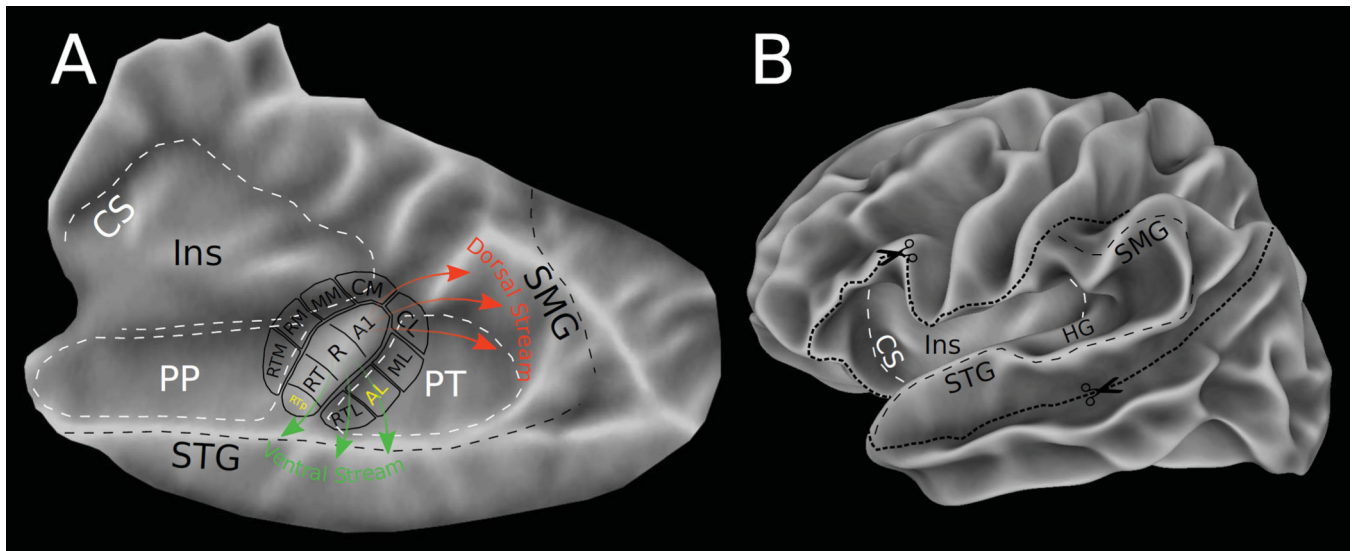 A
CS
Ins
RTM
RM
MM
CM
CL
A1
R
RT
RTp
RTL
AL
ML
PP
PT
STG
SMG
Dorsal Stream
Ventral Stream
B
CS
Ins
HG
STG
SMG